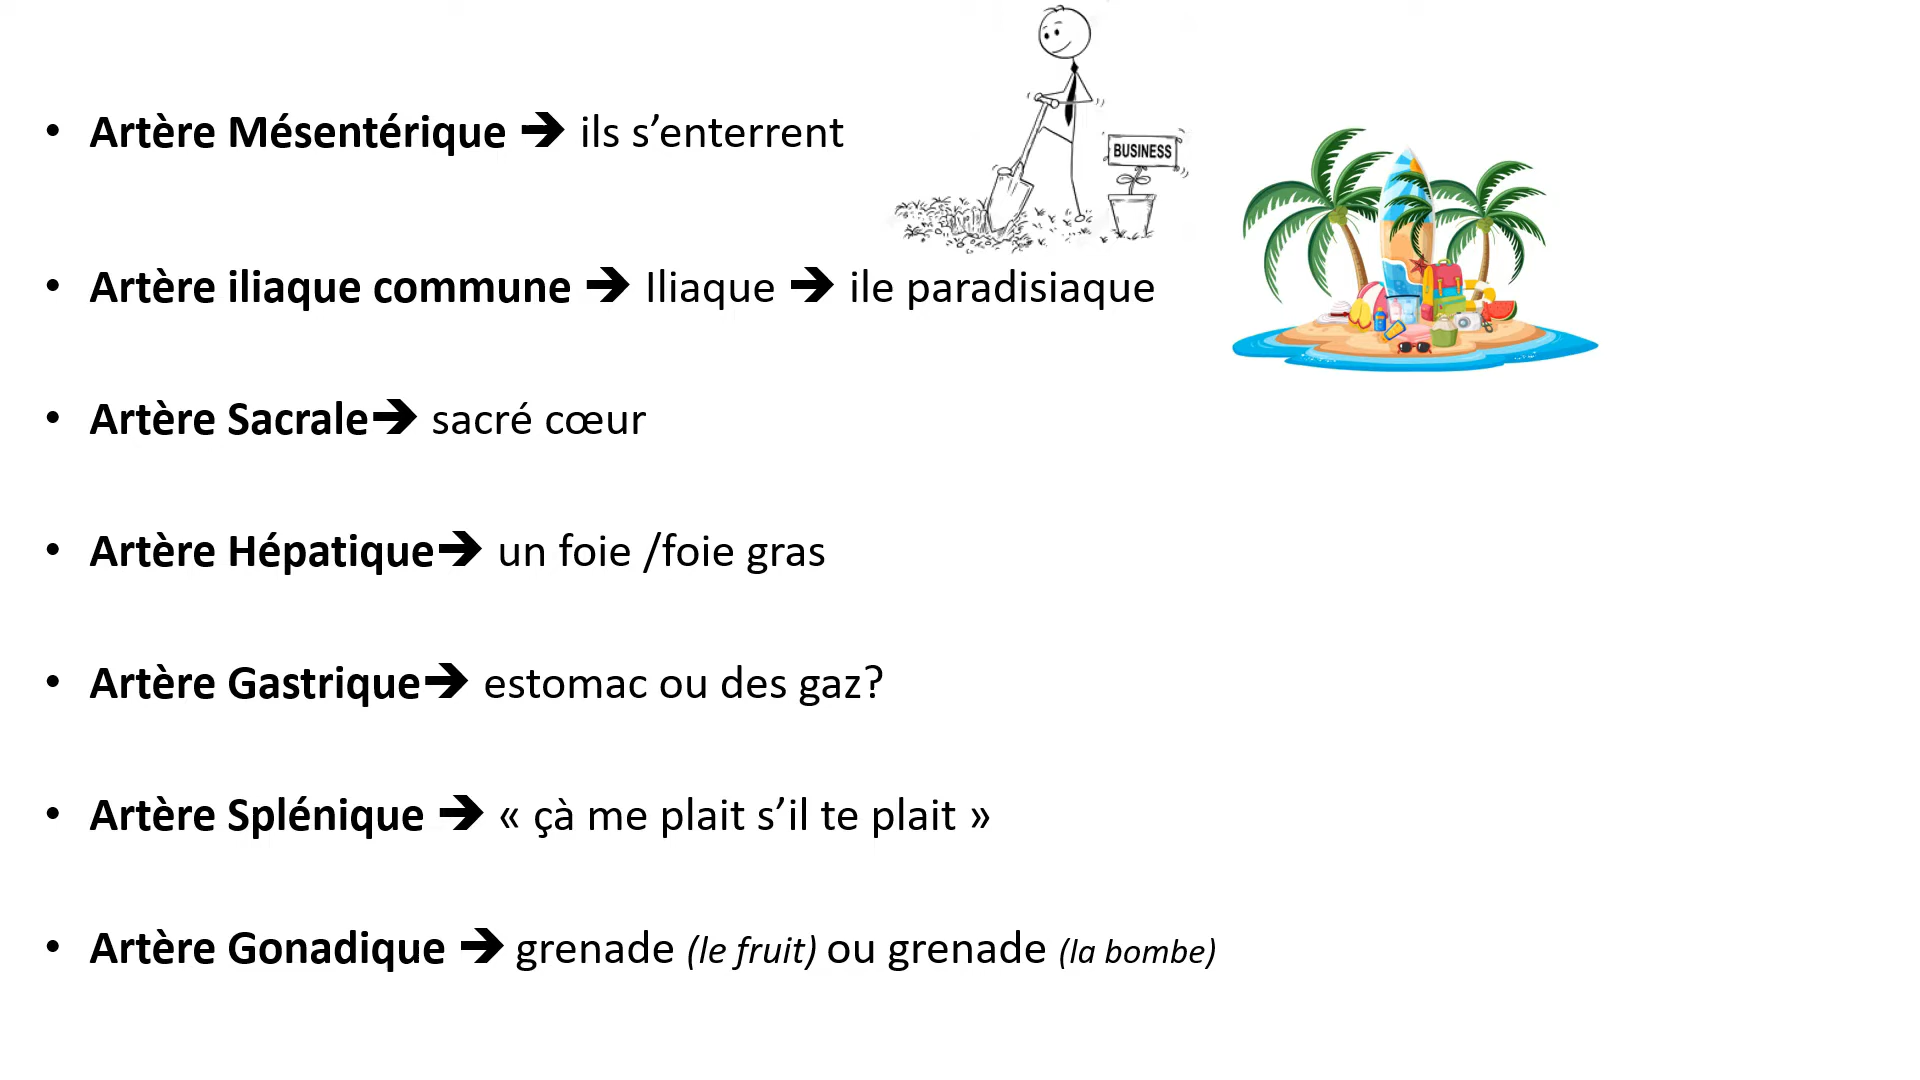 • Artère Mésentérique ➔ ils s’enterrent
BUSINESS
• Artère iliaque commune ➔ Iliaque ➔ ile paradisiaque
• Artère Sacrale➔ sacré cœur
• Artère Hépatique➔ un foie /foie gras
• Artère Gastrique➔ estomac ou des gaz?
• Artère Splénique ➔ « çà me plait s’il te plait »
• Artère Gonadique ➔ grenade (le fruit) ou grenade (la bombe)